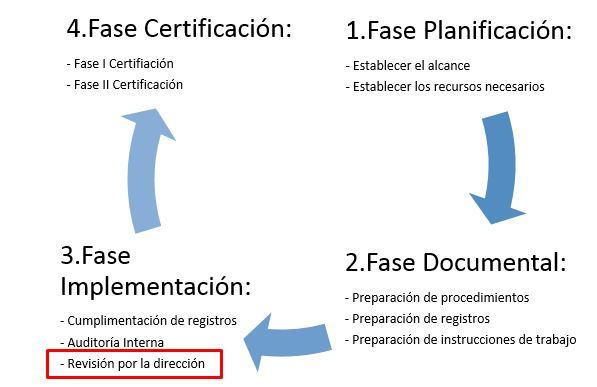 4.Fase Certificación:
- Fase I Certifiación
- Fase II Certificación
1.Fase Planificación:
- Establecer el alcance
- Establecer los recursos necesarios
3.Fase
Implementación:
- Cumplimentación de registros
- Auditoría Interna
- Revisión por la dirección
2.Fase Documental:
- Preparación de procedimientos
- Preparación de registros
- Preparación de instrucciones de trabajo